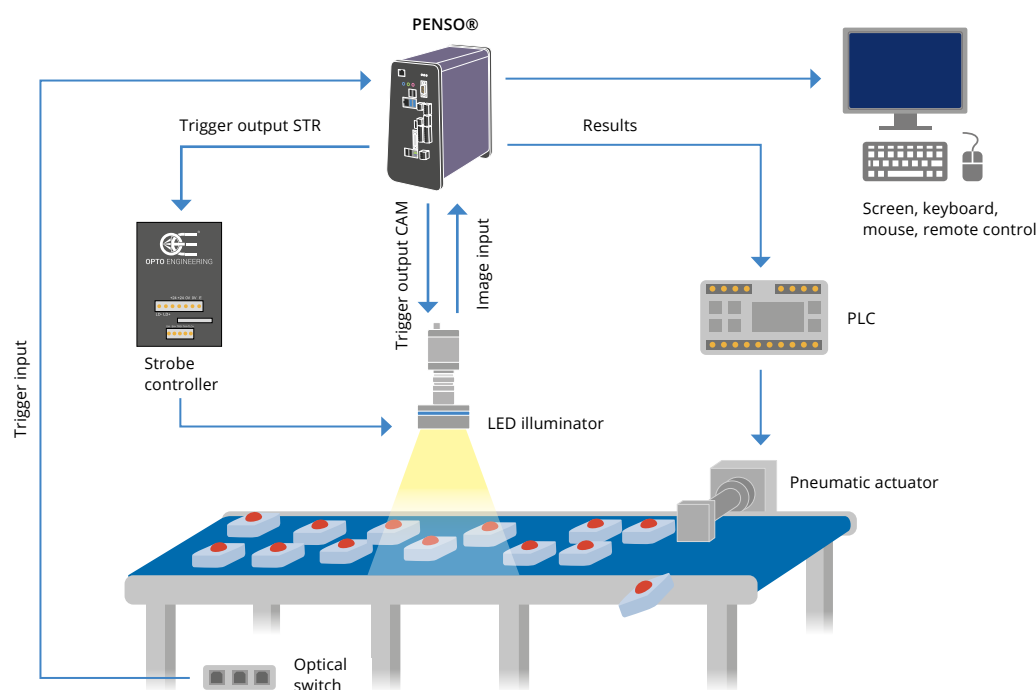 PENSO®
Trigger output STR
Results
Trigger output CAM
Image input
Screen, keyboard,
mouse, remote control
OPTO ENGINEERING
PLC
Strobe
controller
Trigger input
LED illuminator
Pneumatic actuator
Optical
switch